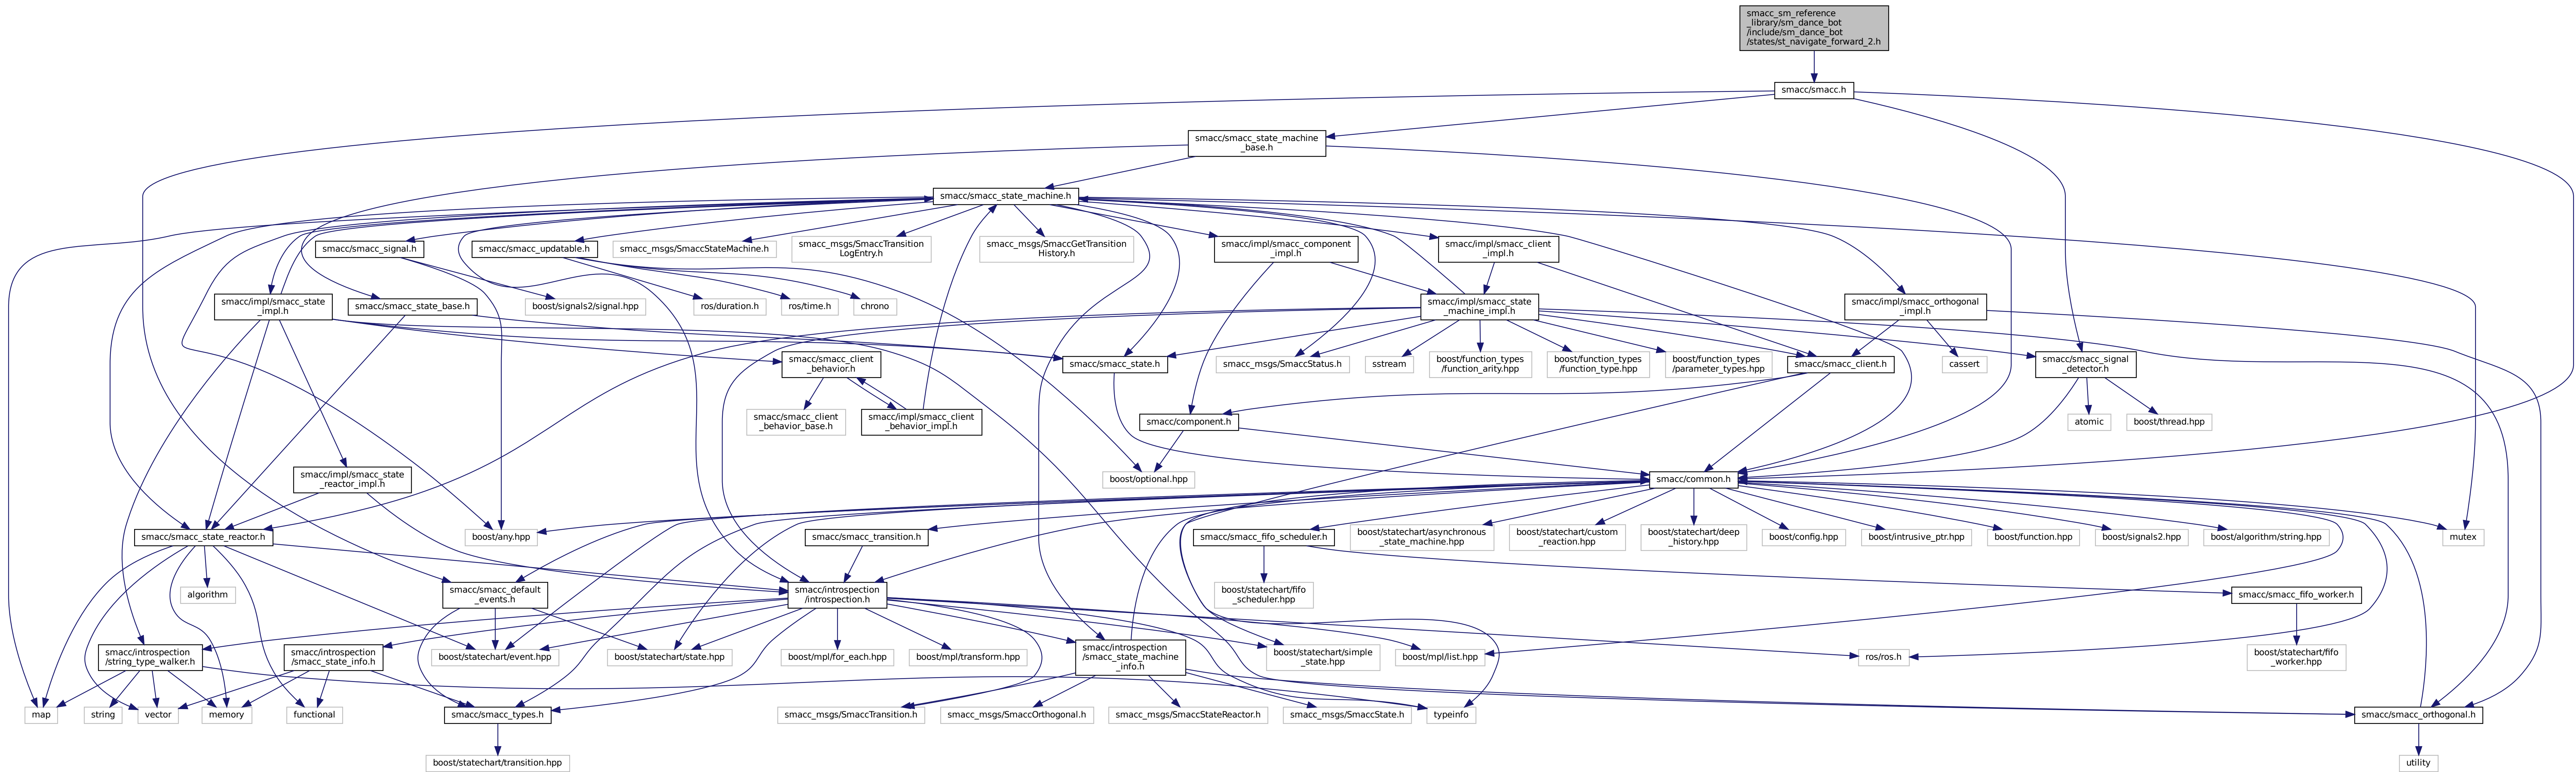 smacc_sm_reference
_library/sm_dance_bot
/include/sm_dance_bot
/states/st_navigate_forward_2.h
smacc/smacc.h
smacc/smacc_state_machine
_base.h
smacc/smacc_state_machine.h
smacc/smacc_signal.h
smacc/smacc_updatable.h
smacc_msgs/SmaccStateMachine.h
smacc_msgs/SmaccTransition
LogEntry.h
smacc_msgs/SmaccGetTransition
History.h
smacc/impl/smacc_component
_impl.h
smacc/impl/smacc_client
_impl.h
smacc/impl/smacc_state
_impl.h
smacc/smacc_state_base.h
boost/signals2/signal.hpp
ros/duration.h
ros/time.h
chrono
smacc/impl/smacc_state
_machine_impl.h
smacc/impl/smacc_orthogonal
_impl.h
smacc/smacc_client
_behavior.h
smacc/smacc_state.h
smacc_msgs/SmaccStatus.h
sstream
boost/function_types
/function_arity.hpp
boost/function_types
/function_type.hpp
boost/function_types
/parameter_types.hpp
smacc/smacc_client.h
cassert
smacc/smacc_signal
_detector.h
smacc/smacc_client
_behavior_base.h
smacc/impl/smacc_client
_behavior_impl.h
smacc/component.h
atomic
boost/thread.hpp
smacc/impl/smacc_state
_reactor_impl.h
boost/optional.hpp
smacc/common.h
smacc/smacc_state_reactor.h
boost/any.hpp
smacc/smacc_transition.h
smacc/smacc_fifo_scheduler.h
boost/statechart/asynchronous
_state_machine.hpp
boost/statechart/custom
_reaction.hpp
boost/statechart/deep
_history.hpp
boost/config.hpp
boost/intrusive_ptr.hpp
boost/function.hpp
boost/signals2.hpp
boost/algorithm/string.hpp
mutex
algorithm
smacc/smacc_default
_events.h
smacc/introspection
/introspection.h
boost/statechart/fifo
_scheduler.hpp
smacc/smacc_fifo_worker.h
smacc/introspection
/string_type_walker.h
smacc/introspection
/smacc_state_info.h
boost/statechart/event.hpp
boost/statechart/state.hpp
boost/mpl/for_each.hpp
boost/mpl/transform.hpp
smacc/introspection
/smacc_state_machine
_info.h
boost/statechart/simple
_state.hpp
boost/mpl/list.hpp
ros/ros.h
boost/statechart/fifo
_worker.hpp
map
string
vector
memory
functional
smacc/smacc_types.h
smacc_msgs/SmaccTransition.h
smacc_msgs/SmaccOrthogonal.h
smacc_msgs/SmaccStateReactor.h
smacc_msgs/SmaccState.h
typeinfo
smacc/smacc_orthogonal.h
boost/statechart/transition.hpp
utility